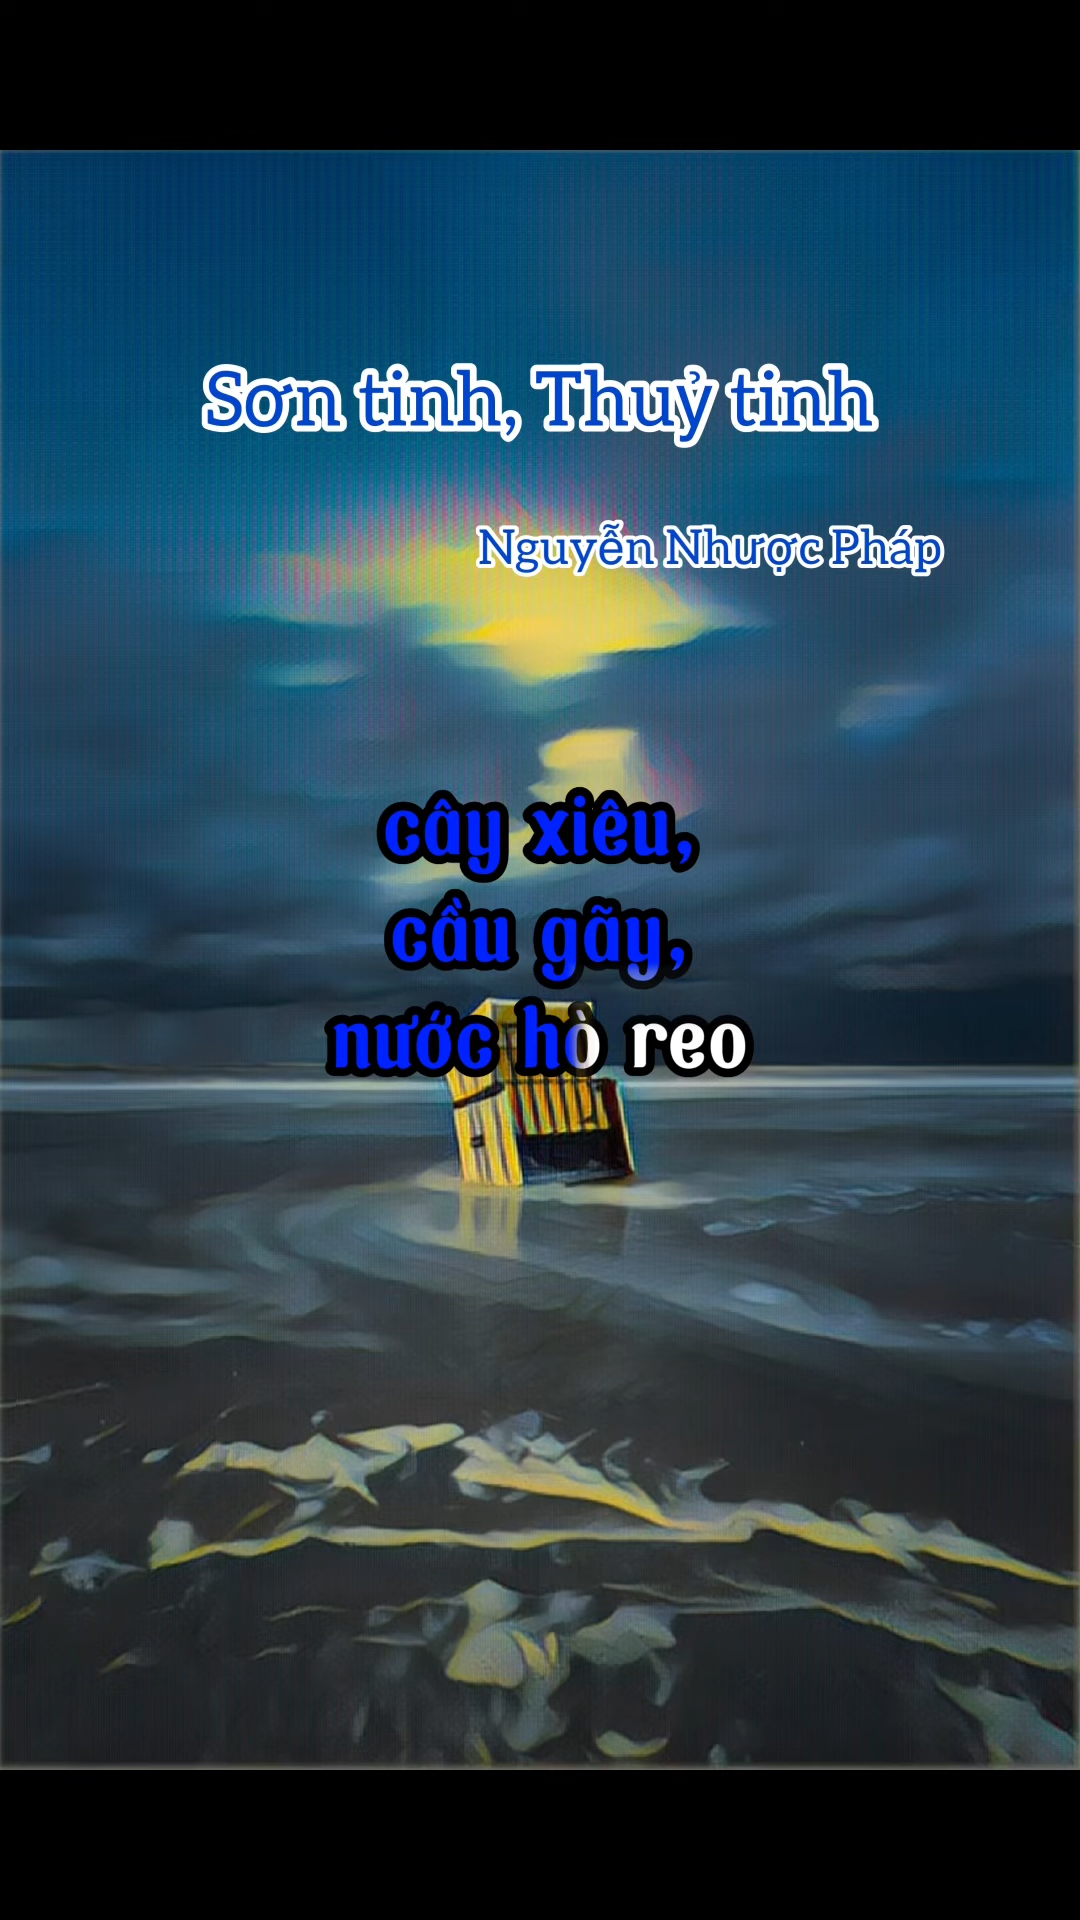 Sơn tinh, Thuỷ tinh
Nguyễn Nhược Pháp
cây xiêu,
cầu gãy,
nước hò reo